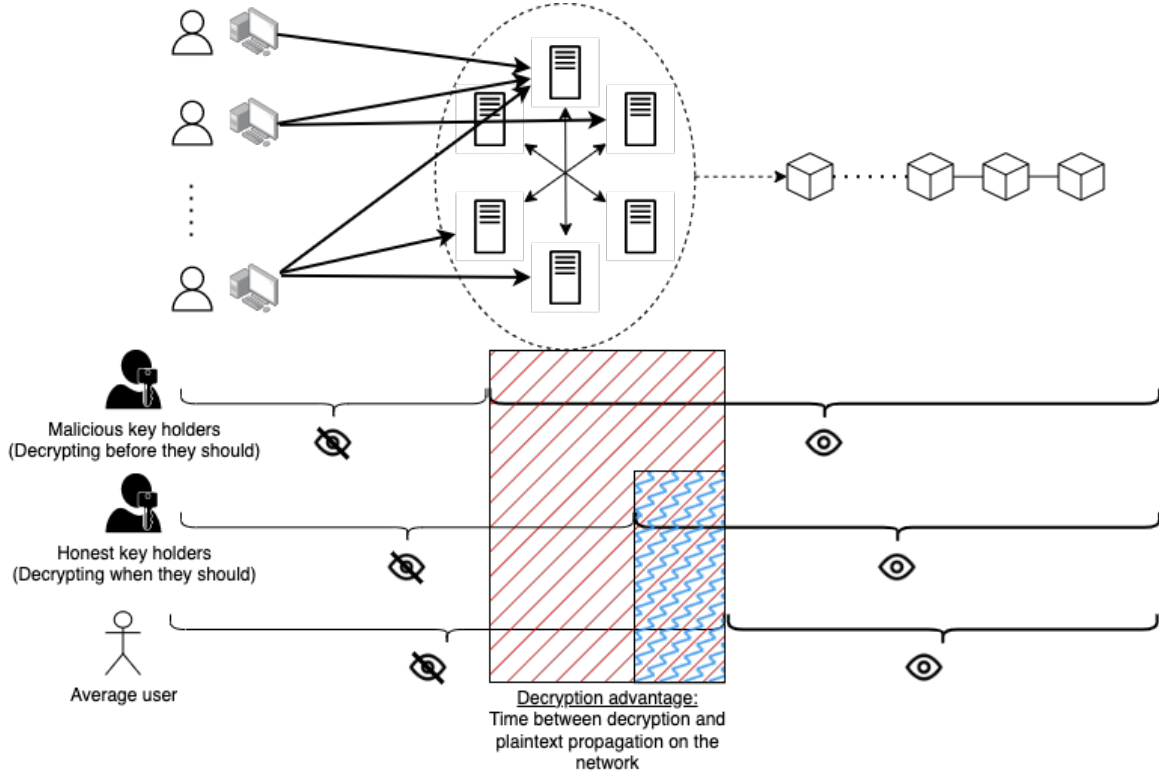 Malicious key holders
(Decrypting before they should)
Honest key holders
(Decrypting when they should)
Average user
Decryption advantage:
Time between decryption and
plaintext propagation on the
network